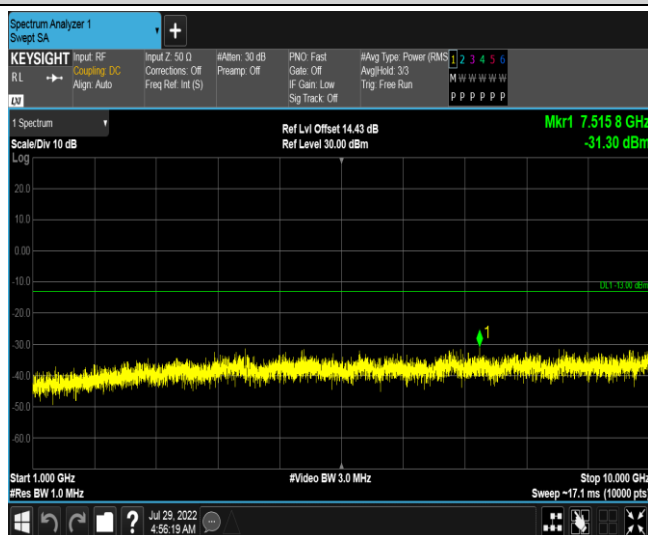 Spectrum Analyzer 1
Swept SA
+
KEYSIGHT
RL
LXI
Input: RF
Coupling: DC
Align: Auto
Input Z: 50 Ω
Corrections: Off
Freq Ref: Int (S)
#Atten: 30 dB
Preamp: Off
PNO: Fast
Gate: Off
IF Gain: Low
Sig Track: Off
#Avg Type: Power (RMS
Avg|Hold: 3/3
Trig: Free Run
1 2 3 4 5 6
M W W W W W
P P P P P P
1 Spectrum
Scale/Div 10 dB
Ref Lvl Offset 14.43 dB
Ref Level 30.00 dBm
Mkr1 7.515 8 GHz
-31.30 dBm
Log
20.0
10.0
0.00
-10.0
DL1 -13.00 dBm
-20.0
-30.0
1
-40.0
-50.0
-60.0
Start 1.000 GHz
#Res BW 1.0 MHz
#Video BW 3.0 MHz
Stop 10.000 GHz
Sweep ~17.1 ms (10000 pts)
?
Jul 29, 2022
4:56:19 AM